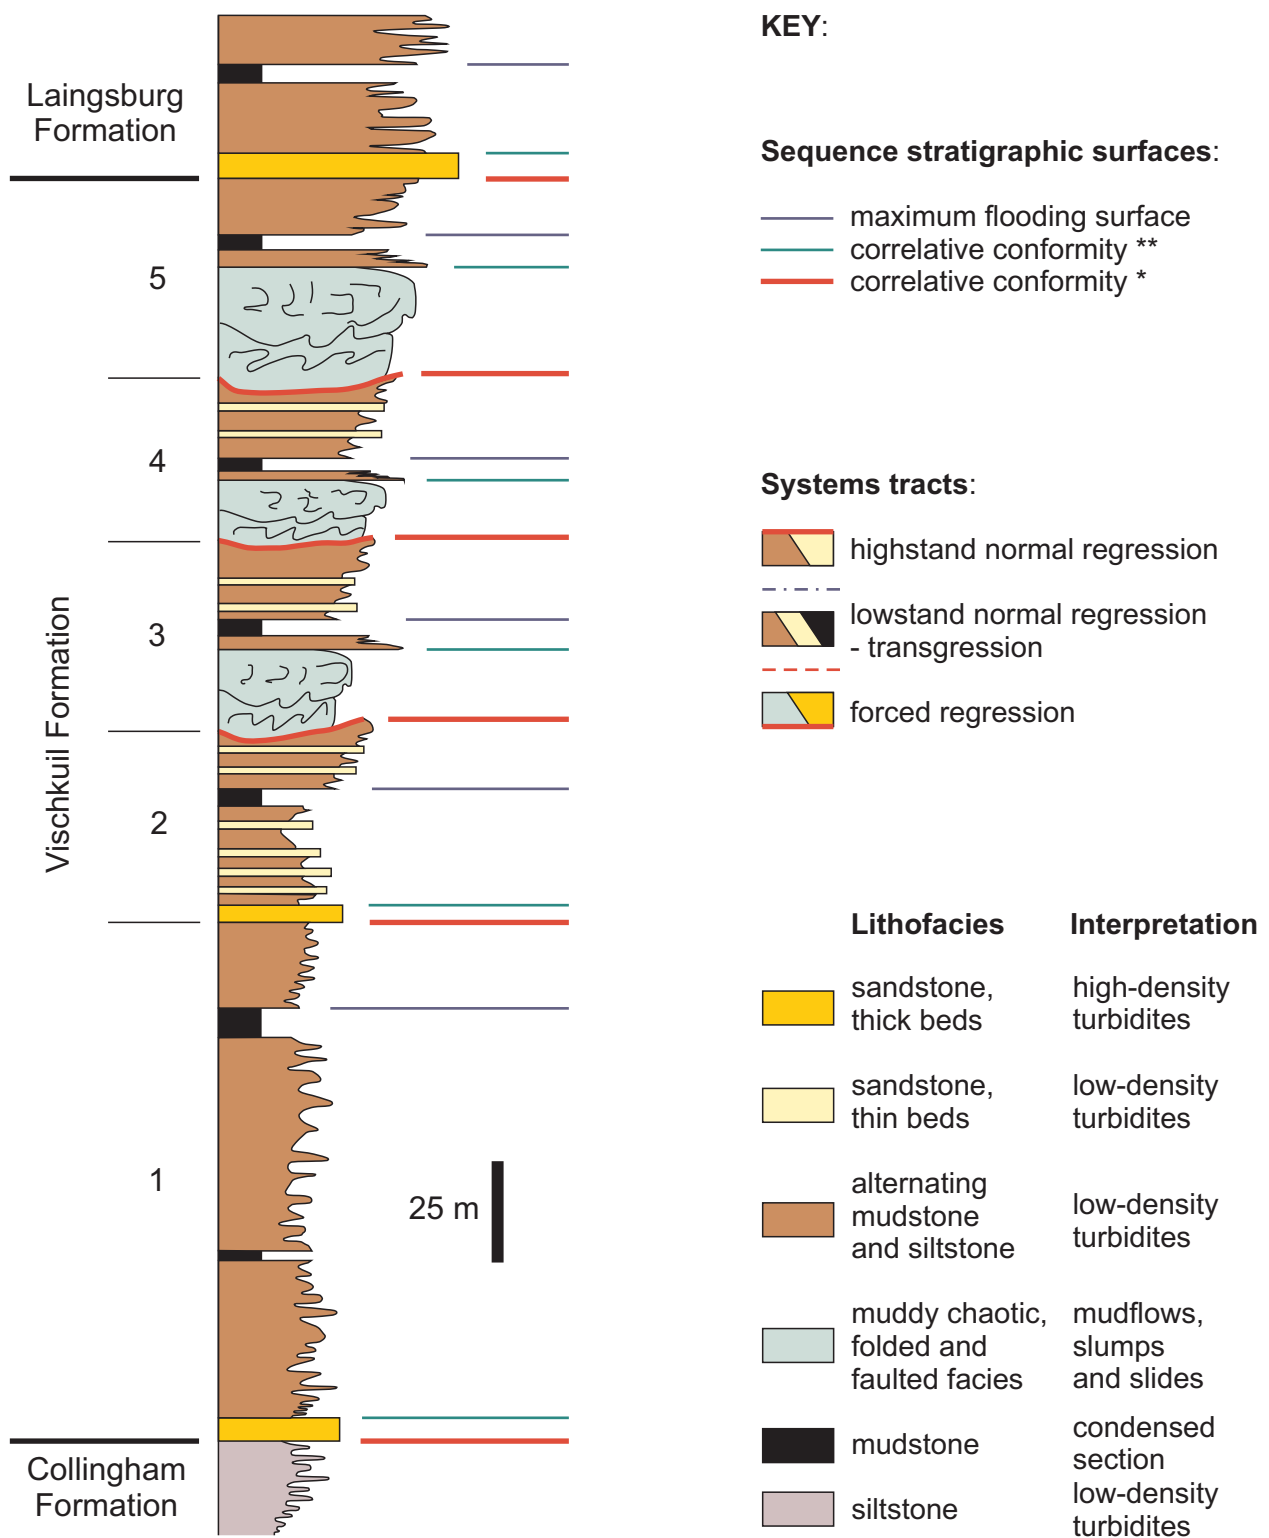 Laingsburg
Formation
5
4
Vischkuil Formation
3
2
1
25 m
Collingham
Formation
KEY:
Sequence stratigraphic surfaces:
maximum flooding surface
correlative conformity **
correlative conformity *
Systems tracts:
highstand normal regression
lowstand normal regression
- transgression
forced regression
Lithofacies Interpretation
sandstone,
thick beds
high-density
turbidites
sandstone,
thin beds
low-density
turbidites
alternating
mudstone
and siltstone
low-density
turbidites
muddy chaotic,
folded and
faulted facies
mudflows,
slumps
and slides
mudstone
condensed
section
siltstone
low-density
turbidites